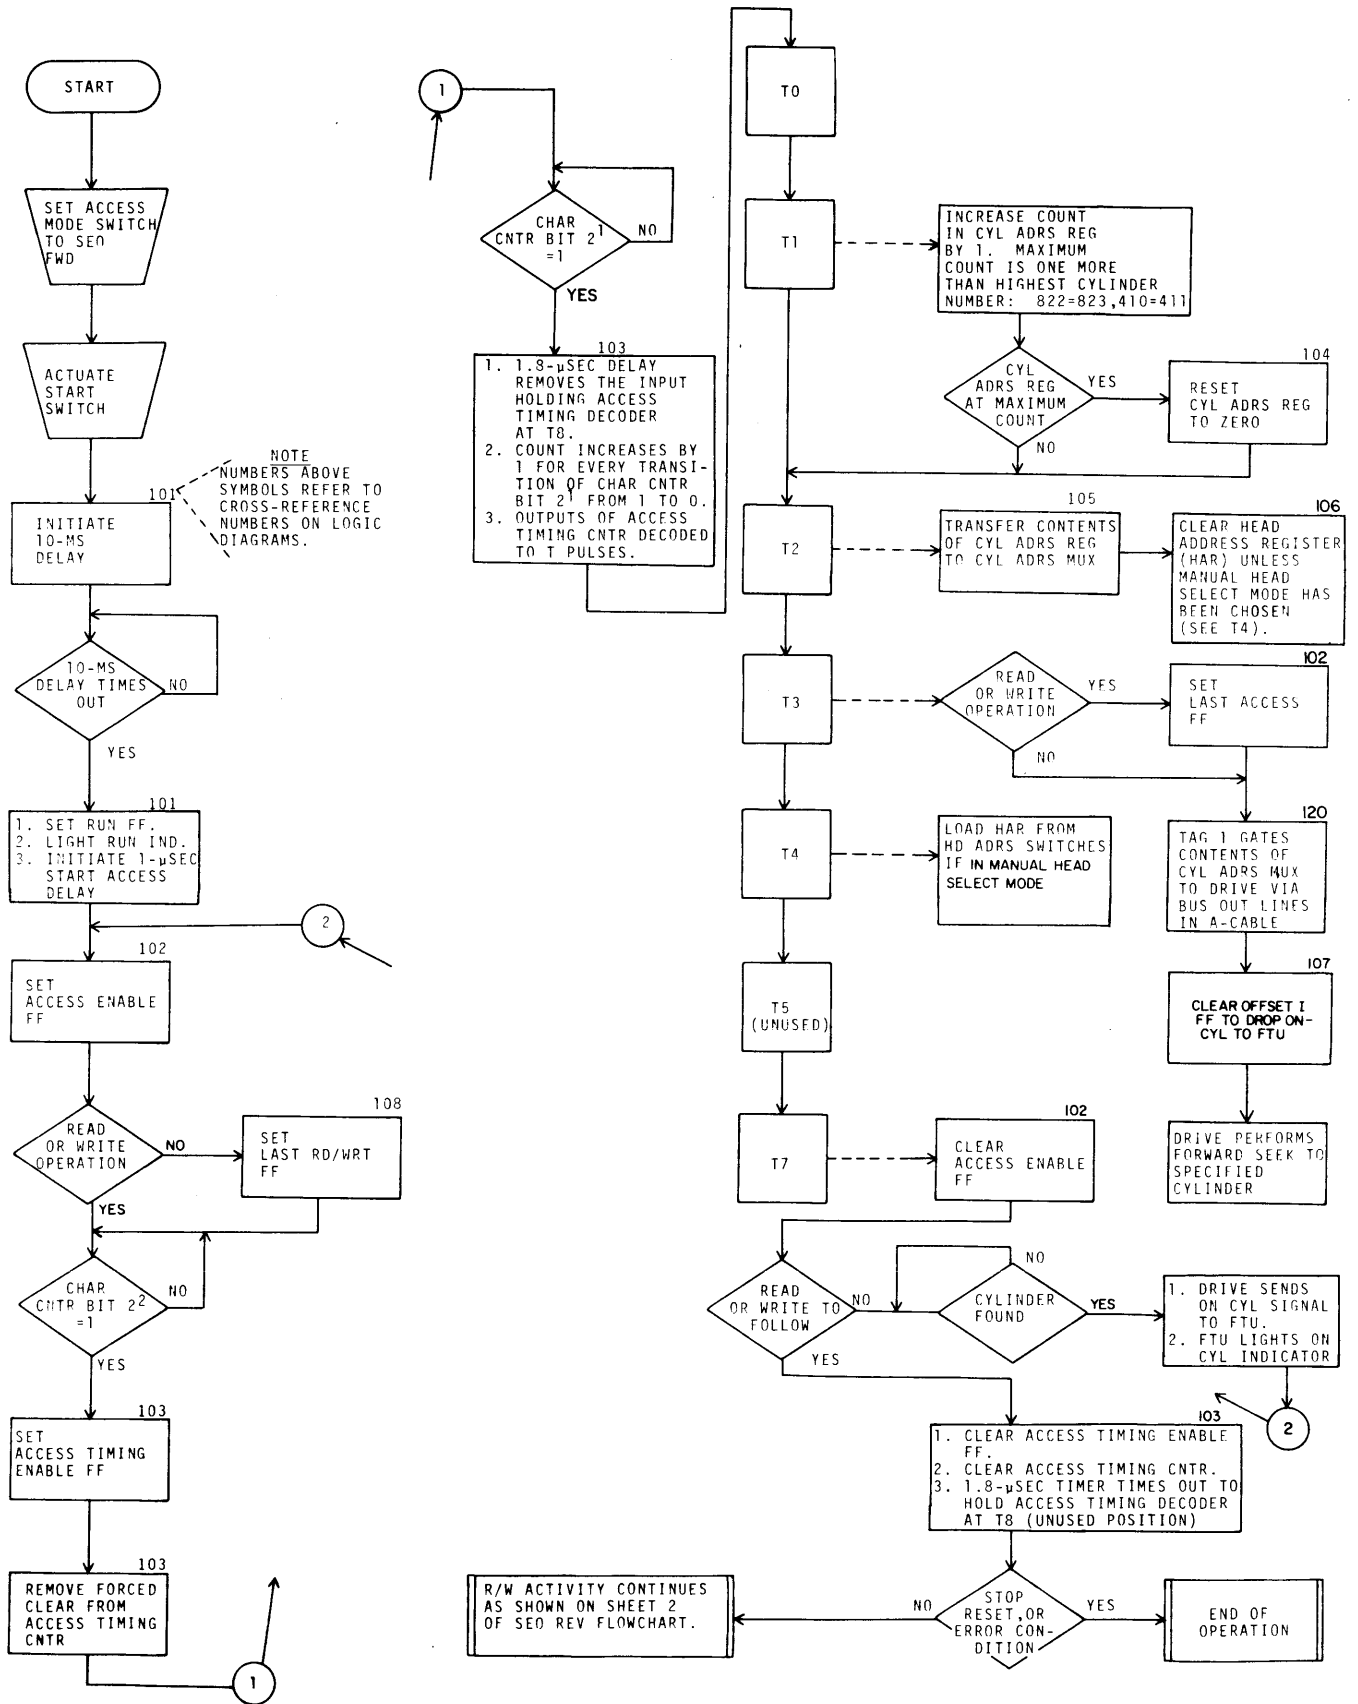 START
SET ACCESS
MODE SWITCH
TO SEQ
FWD
ACTUATE
START
SWITCH
NOTE
NUMBERS ABOVE
SYMBOLS REFER TO
CROSS-REFERENCE
NUMBERS ON LOGIC
DIAGRAMS.
101
INITIATE
10-MS
DELAY
10-MS
DELAY TIMES
OUT
NO
YES
101
1. SET RUN FF.
2. LIGHT RUN IND.
3. INITIATE 1-µSEC
START ACCESS
DELAY
2
102
SET
ACCESS ENABLE
FF
READ
OR WRITE
OPERATION
NO
YES
108
SET
LAST RD/WRT
FF
CHAR
CNTR BIT 2²
=1
NO
YES
103
SET
ACCESS TIMING
ENABLE FF
103
REMOVE FORCED
CLEAR FROM
ACCESS TIMING
CNTR
1
1
CHAR
CNTR BIT 2¹
=1
NO
YES
103
1. 1.8-µSEC DELAY
REMOVES THE INPUT
HOLDING ACCESS
TIMING DECODER
AT T8.
2. COUNT INCREASES BY
1 FOR EVERY TRANSI-
TION OF CHAR CNTR
BIT 2¹ FROM 1 TO 0.
3. OUTPUTS OF ACCESS
TIMING CNTR DECODED
TO T PULSES.
T0
T1
INCREASE COUNT
IN CYL ADRS REG
BY 1. MAXIMUM
COUNT IS ONE MORE
THAN HIGHEST CYLINDER
NUMBER: 822=823,410=411
CYL
ADRS REG
AT MAXIMUM
COUNT
YES
NO
104
RESET
CYL ADRS REG
TO ZERO
T2
105
TRANSFER CONTENTS
OF CYL ADRS REG
TO CYL ADRS MUX
106
CLEAR HEAD
ADDRESS REGISTER
(HAR) UNLESS
MANUAL HEAD
SELECT MODE HAS
BEEN CHOSEN
(SEE T4).
T3
READ
OR WRITE
OPERATION
YES
NO
102
SET
LAST ACCESS
FF
T4
LOAD HAR FROM
HD ADRS SWITCHES
IF IN MANUAL HEAD
SELECT MODE
120
TAG 1 GATES
CONTENTS OF
CYL ADRS MUX
TO DRIVE VIA
BUS OUT LINES
IN A-CABLE
T5
(UNUSED)
107
CLEAR OFFSET I
FF TO DROP ON-
CYL TO FTU
T7
102
CLEAR
ACCESS ENABLE
FF
DRIVE PERFORMS
FORWARD SEEK TO
SPECIFIED
CYLINDER
READ
OR WRITE TO
FOLLOW
NO
YES
CYLINDER
FOUND
NO
YES
1. DRIVE SENDS
ON CYL SIGNAL
TO FTU.
2. FTU LIGHTS ON
CYL INDICATOR
2
103
1. CLEAR ACCESS TIMING ENABLE
FF.
2. CLEAR ACCESS TIMING CNTR.
3. 1.8-µSEC TIMER TIMES OUT TO
HOLD ACCESS TIMING DECODER
AT T8 (UNUSED POSITION)
STOP
RESET, OR
ERROR CON-
DITION
NO
YES
R/W ACTIVITY CONTINUES
AS SHOWN ON SHEET 2
OF SEQ REV FLOWCHART.
END OF
OPERATION